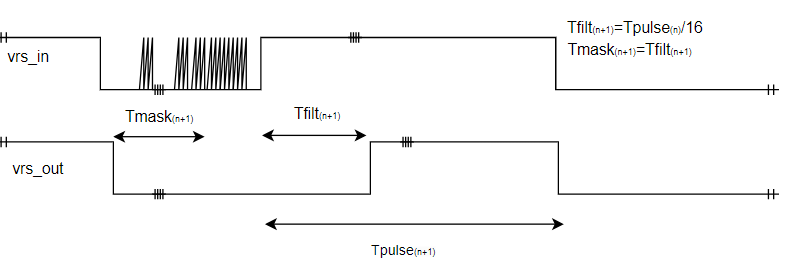 Tfilt(n+1)=Tpulse(n)/16
vrs_in
Tmask(n+1)=Tfilt(n+1)
Tmask(n+1)
Tfilt(n+1)
vrs_out
Tpulse(n+1)